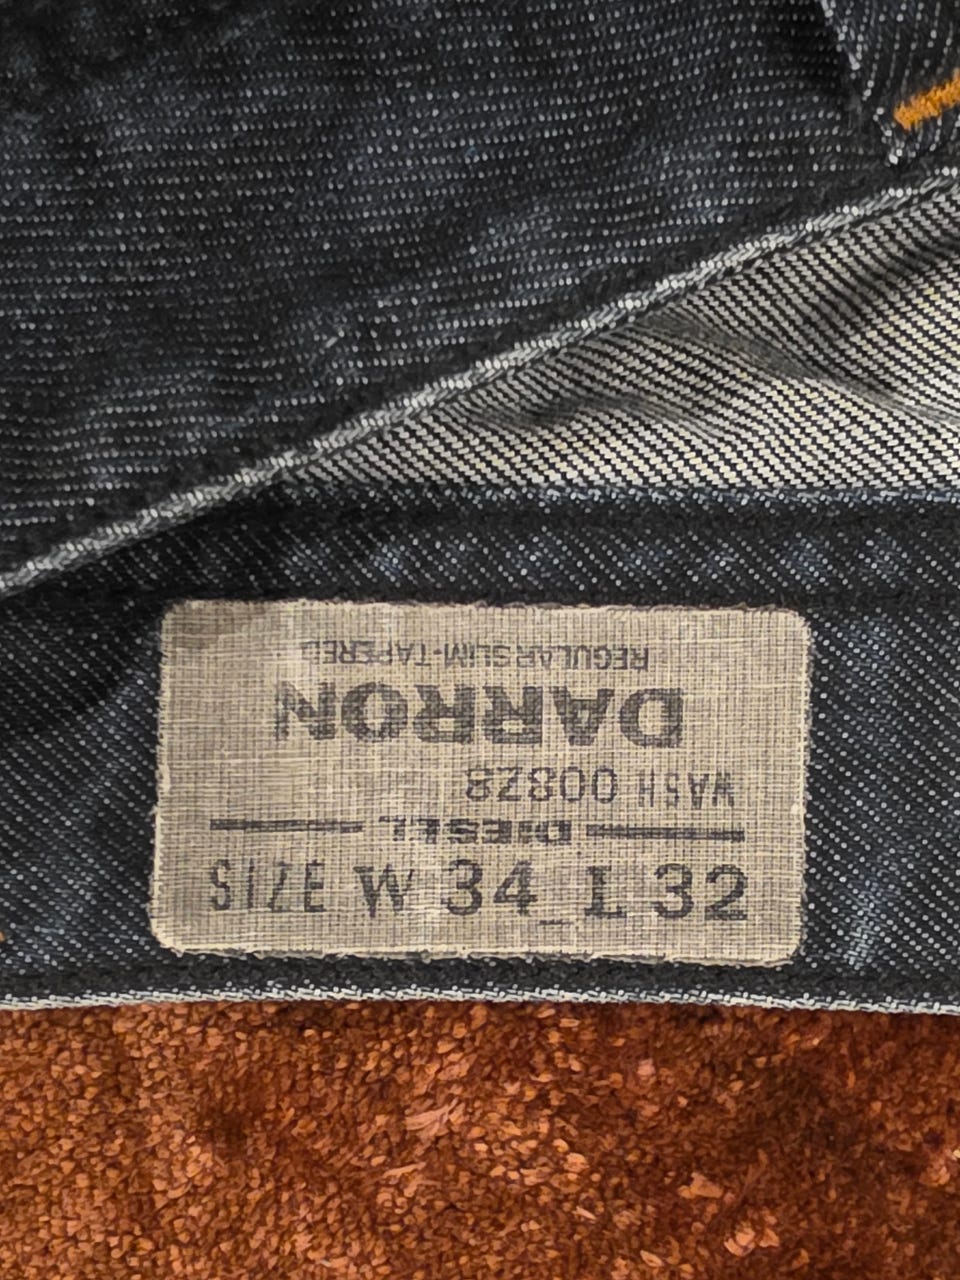 DIESEL
WASH 008Z8
DARRON
REGULAR SLIM-TAPERED
SIZE W 34_L 32